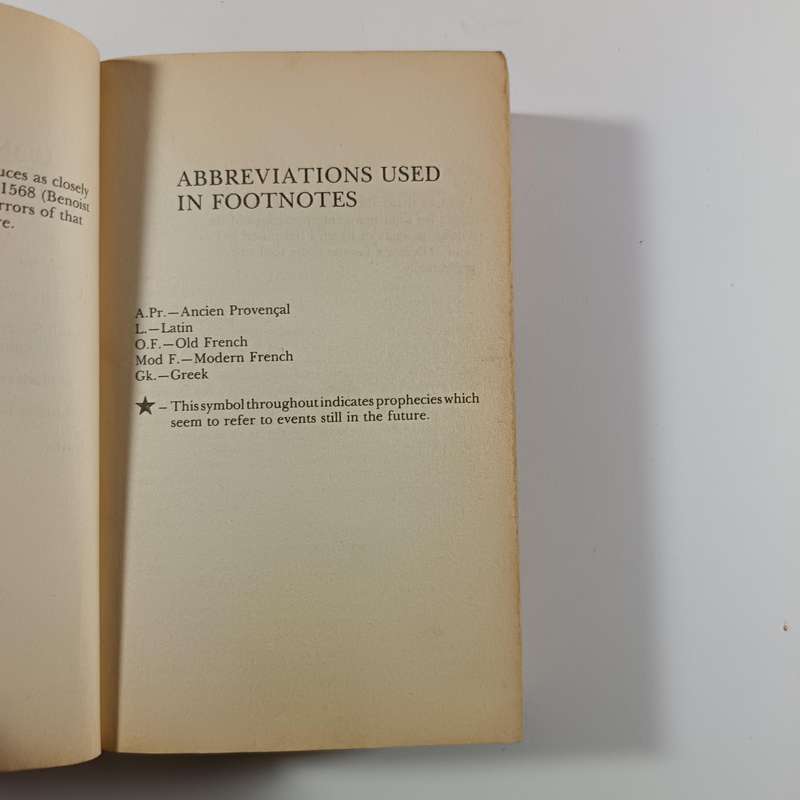 uces as closely
1568 (Benoist
rrors of that
re.
ABBREVIATIONS USED
IN FOOTNOTES
A.Pr.—Ancien Provençal
L.—Latin
O.F.—Old French
Mod F.—Modern French
Gk.—Greek
★ – This symbol throughout indicates prophecies which
seem to refer to events still in the future.